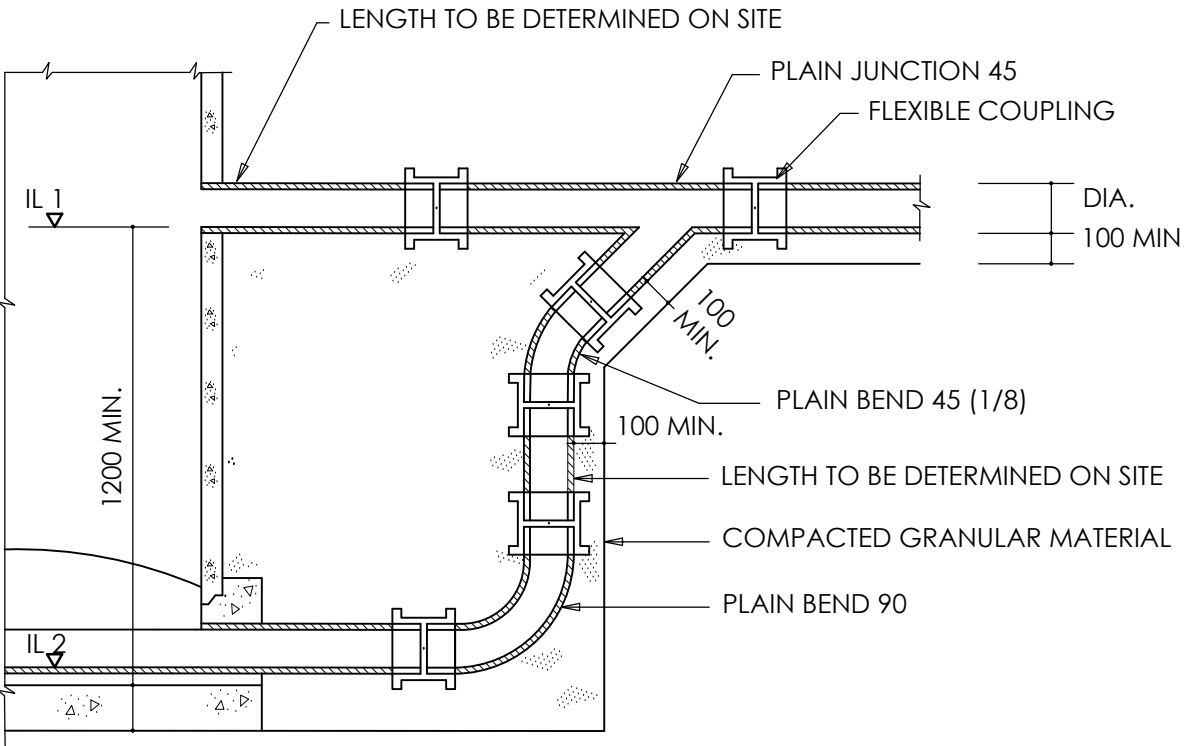 LENGTH TO BE DETERMINED ON SITE
PLAIN JUNCTION 45
FLEXIBLE COUPLING
IL 1
DIA.
100 MIN
100
MIN.
1200 MIN.
PLAIN BEND 45 (1/8)
100 MIN.
LENGTH TO BE DETERMINED ON SITE
COMPACTED GRANULAR MATERIAL
PLAIN BEND 90
IL 2